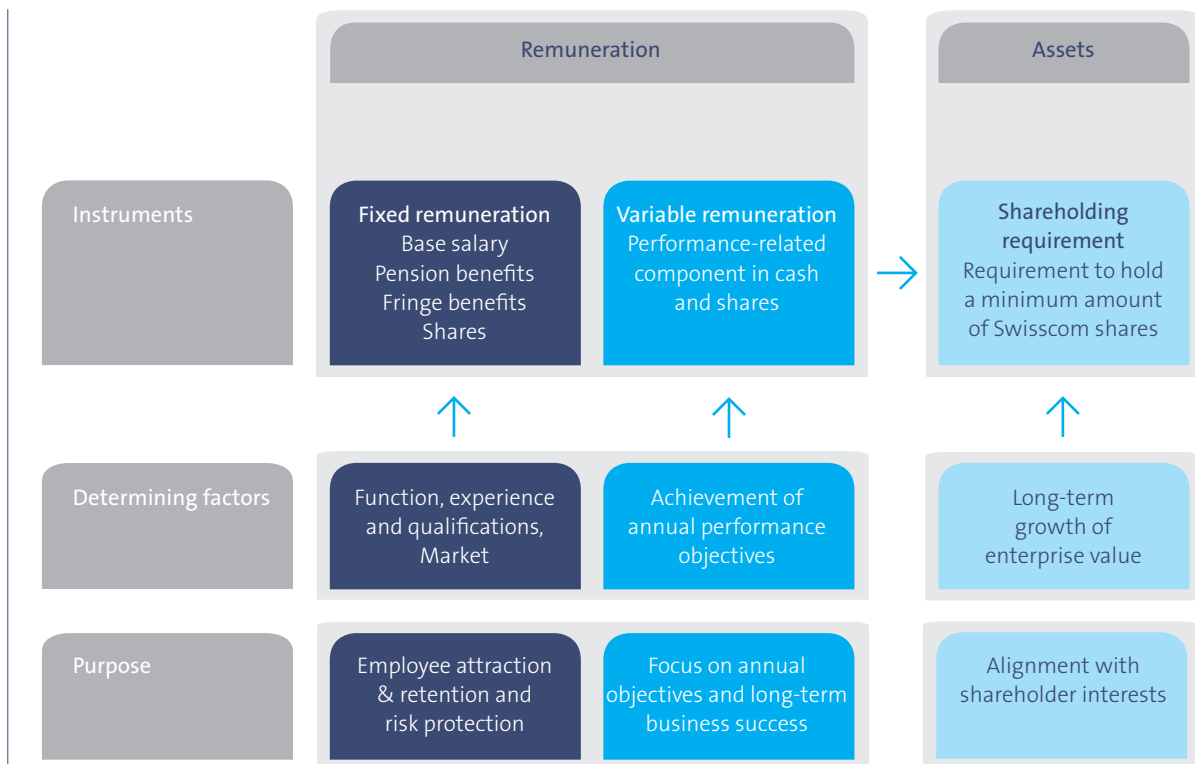 Remuneration
Assets
Instruments
Fixed remuneration
Base salary
Pension benefits
Fringe benefits
Shares
Variable remuneration
Performance-related
component in cash
and shares
Shareholding
requirement
Requirement to hold
a minimum amount
of Swisscom shares
Determining factors
Function, experience
and qualifications,
Market
Achievement of
annual performance
objectives
Long-term
growth of
enterprise value
Purpose
Employee attraction
& retention and
risk protection
Focus on annual
objectives and long-term
business success
Alignment with
shareholder interests